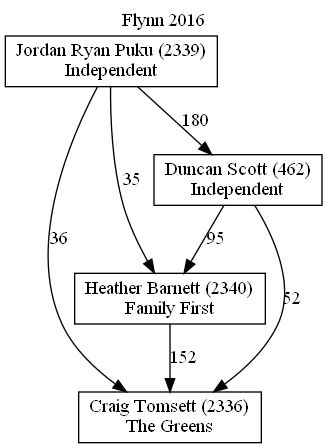 Flynn 2016
Jordan Ryan Puku (2339)
Independent
180
Duncan Scott (462)
Independent
35
36
95
Heather Barnett (2340)
Family First
52
152
Craig Tomsett (2336)
The Greens